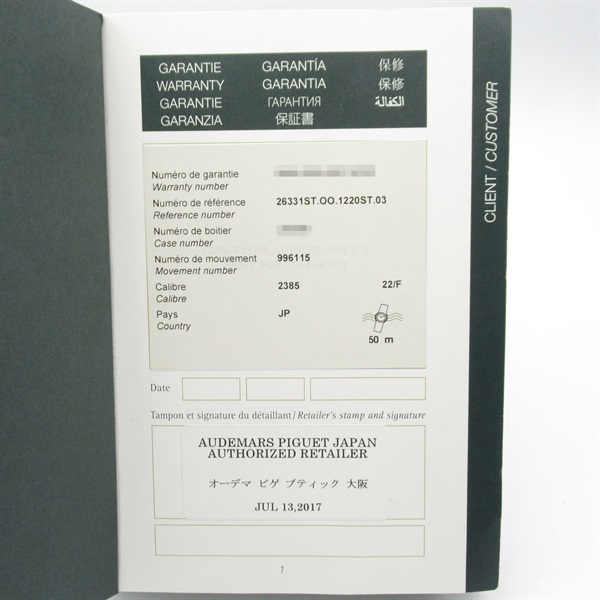 GARANTIE GARANTÍA 保修
WARRANTY GARANTIA 保修
GARANTIE ГАРАНТИЯ الكفالة
GARANZIA 保証書
CLIENT / CUSTOMER
Numéro de garantie
Warranty number
Numéro de référence 26331ST.OO.1220ST.03
Reference number
Numéro de boitier
Case number
Numéro de mouvement 996115
Movement number
Calibre 2385 22/F
Calibre
Pays JP
Country
50 m
Date
Tampon et signature du détaillant/Retailer's stamp and signature
AUDEMARS PIGUET JAPAN
AUTHORIZED RETAILER
オーデマ ピゲ ブティック 大阪
JUL 13,2017
1